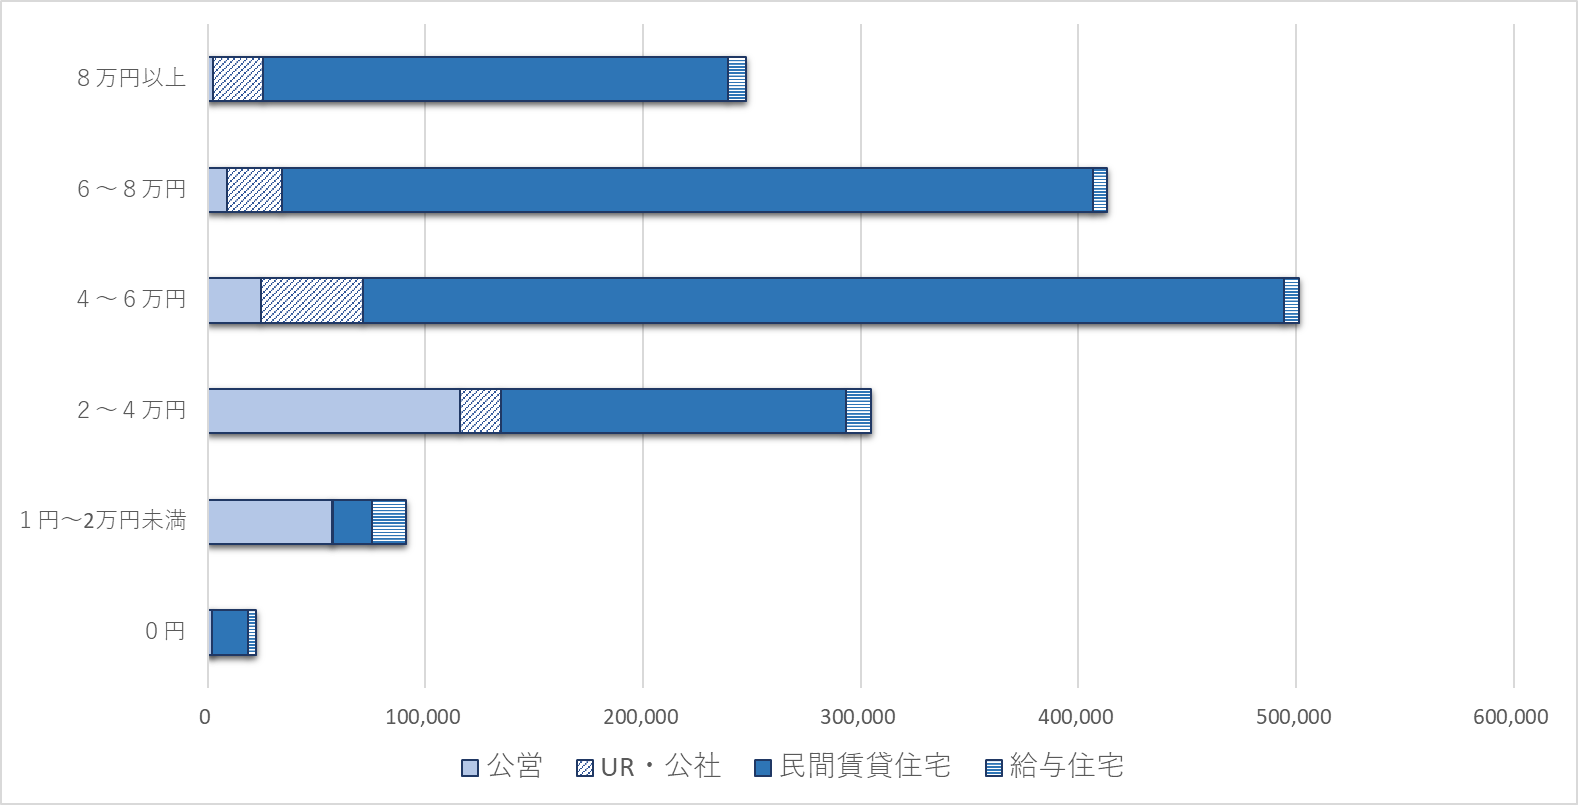 ８万円以上
６～８万円
４～６万円
２～４万円
１円～2万円未満
０円
0 100,000 200,000 300,000 400,000 500,000 600,000
公営 UR・公社 民間賃貸住宅 給与住宅